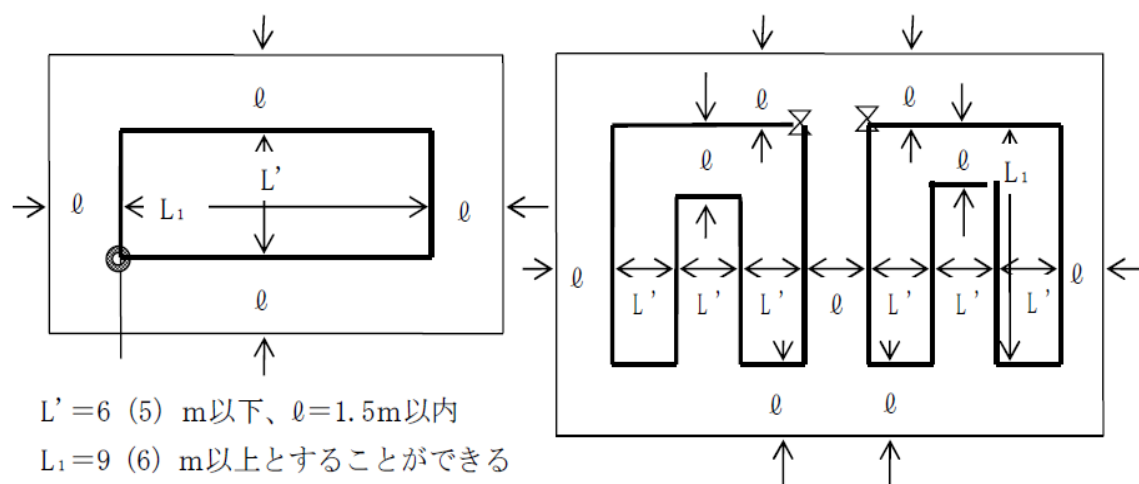 ℓ
L'
ℓ L₁ ℓ
ℓ
L'=6 (5) m以下、ℓ=1.5m以内
L₁=9 (6) m以上とすることができる
ℓ ℓ
ℓ ℓ L₁
ℓ ℓ ℓ
L' L' L' L' L' L'
ℓ ℓ